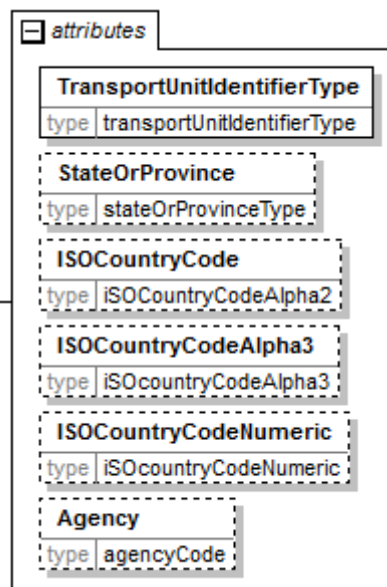 attributes
TransportUnitIdentifierType
type transportUnitIdentifierType
StateOrProvince
type stateOrProvinceType
ISOCountryCode
type iSOCountryCodeAlpha2
ISOCountryCodeAlpha3
type iSOcountryCodeAlpha3
ISOCountryCodeNumeric
type iSOcountryCodeNumeric
Agency
type agencyCode